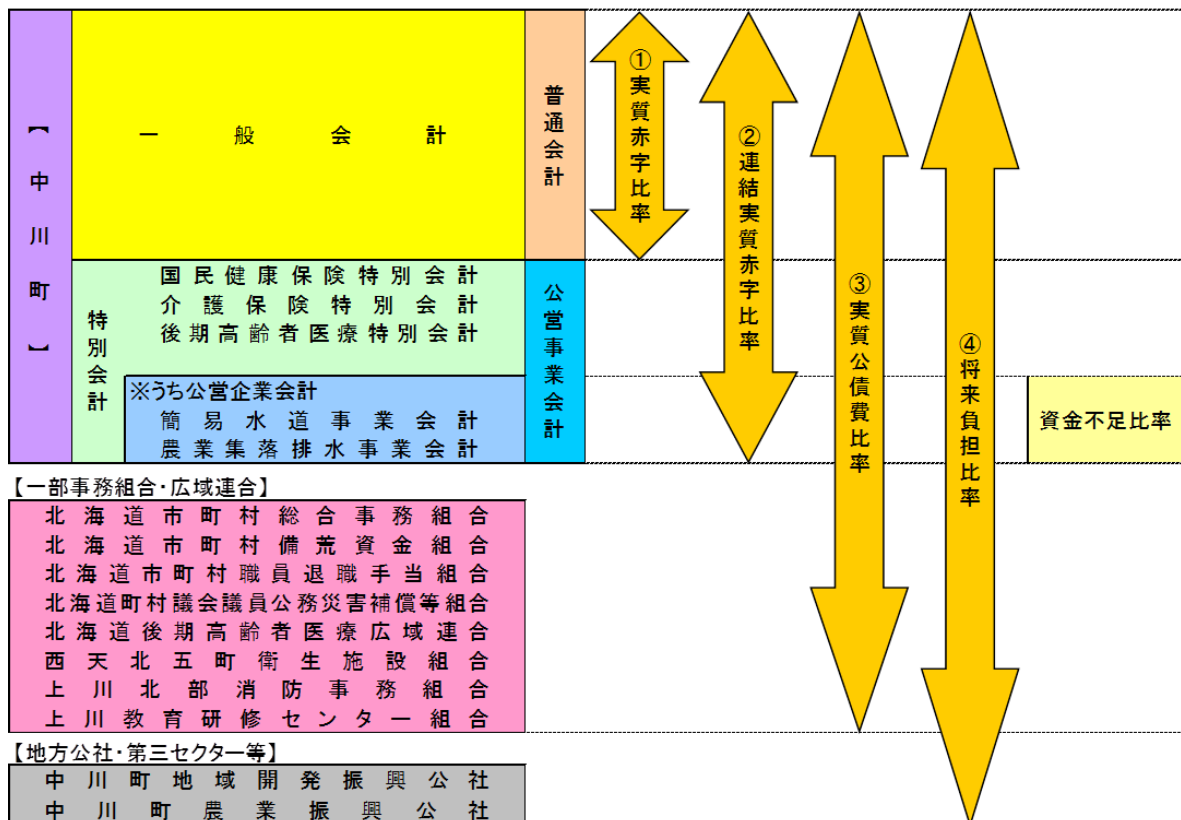 【中川町】
一般会計
普通会計
①実質赤字比率
②連結実質赤字比率
③実質公債費比率
④将来負担比率
特別会計
国民健康保険特別会計
介護保険特別会計
後期高齢者医療特別会計
公営事業会計
※うち公営企業会計
簡易水道事業会計
農業集落排水事業会計
資金不足比率
【一部事務組合・広域連合】
北海道市町村総合事務組合
北海道市町村備荒資金組合
北海道市町村職員退職手当組合
北海道町村議会議員公務災害補償等組合
北海道後期高齢者医療広域連合
西天北五町衛生施設組合
上川北部消防事務組合
上川教育研修センター組合
【地方公社・第三セクター等】
中川町地域開発振興公社
中川町農業振興公社